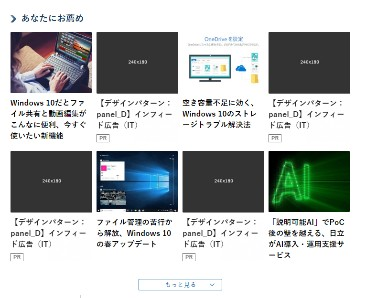 あなたにお薦め
OneDriveを設定
240x180
240x180
Windows 10だとファ
イル共有と動画編集が
こんなに便利、今すぐ
使いたい新機能
【デザインパターン：
panel_D】インフィー
ド広告（IT）
PR
空き容量不足に効く、
Windows 10のスト
レージトラブル解決法
【デザインパターン：
panel_D】インフィー
ド広告（IT）
PR
240x180
240x180
AI
【デザインパターン：
panel_D】インフィー
ド広告（IT）
PR
ファイル管理の苦行か
ら解放、Windows 10
の春アップデート
【デザインパターン：
panel_D】インフィー
ド広告（IT）
PR
「説明可能AI」でPoC
後の壁を越える、日立
がAI導入・運用支援サ
ービス
もっと見る